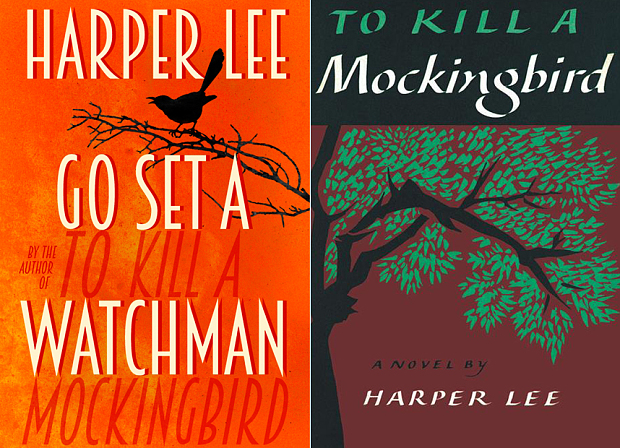 HARPER LEE
GO SET A
BY THE
AUTHOR
OF
TO KILL A
WATCHMAN
MOCKINGBIRD
TO KILL A
Mockingbird
A NOVEL BY
HARPER LEE